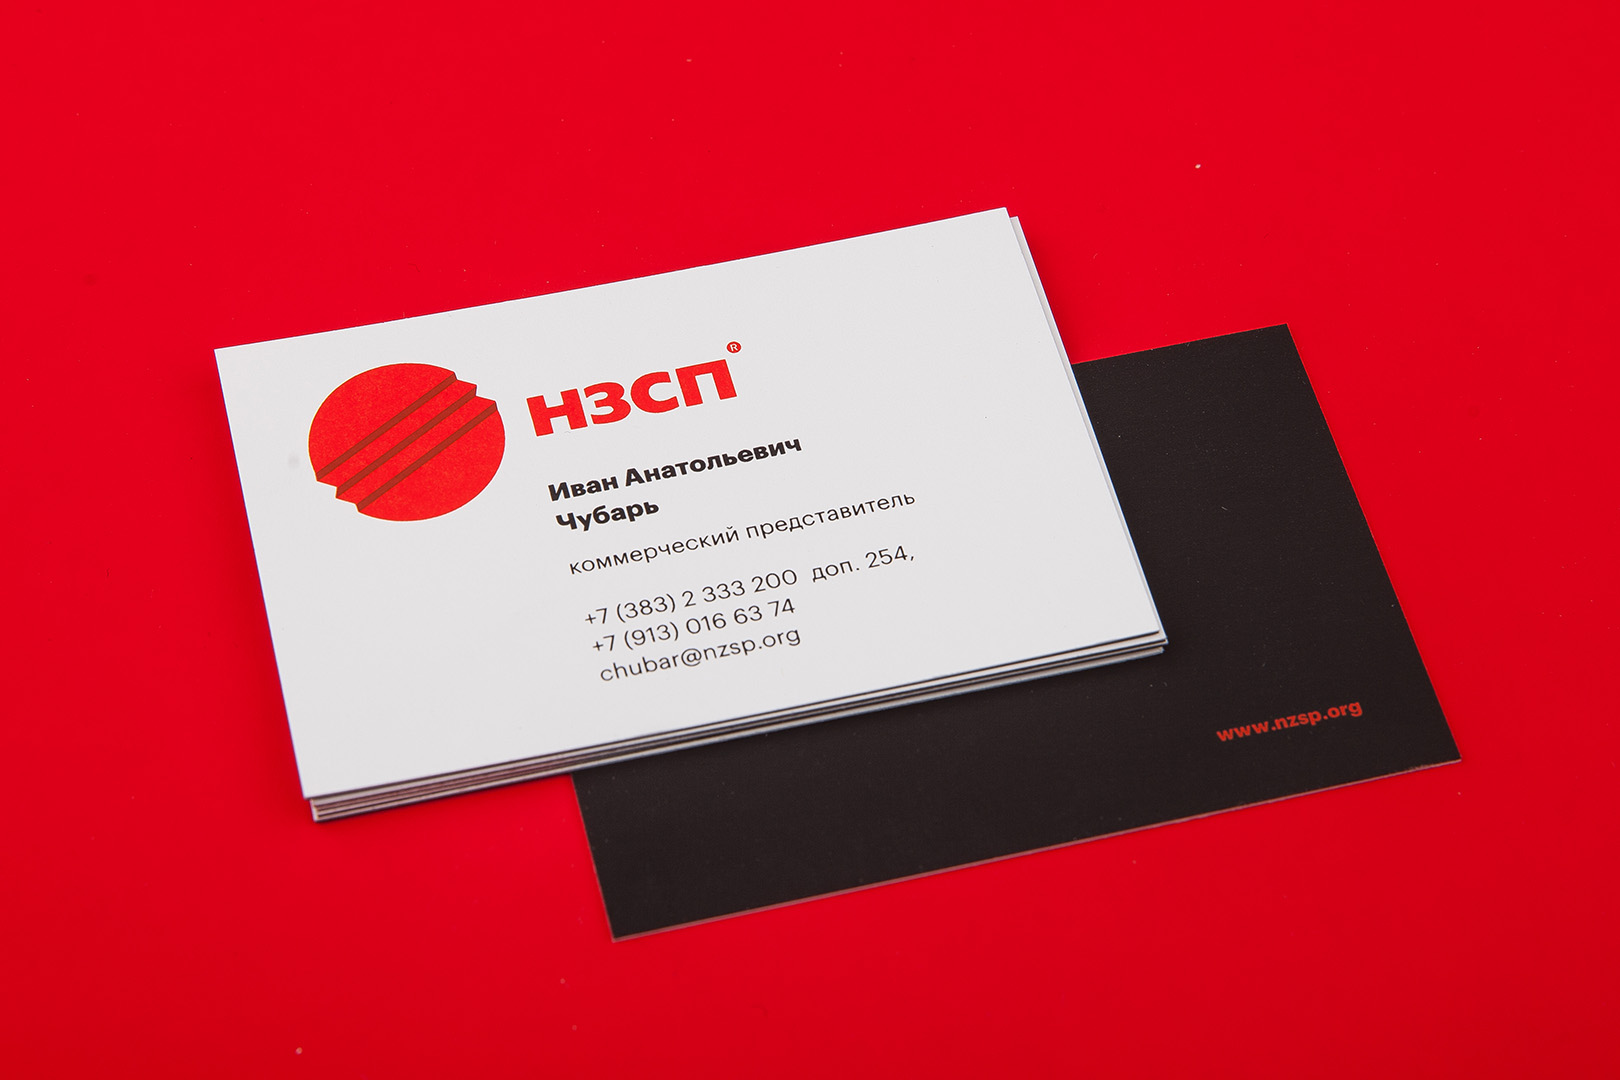 нзсп®
Иван Анатольевич
Чубарь
коммерческий представитель
+7 (383) 2 333 200 доп. 254,
+7 (913) 016 63 74
chubar@nzsp.org
www.nzsp.org